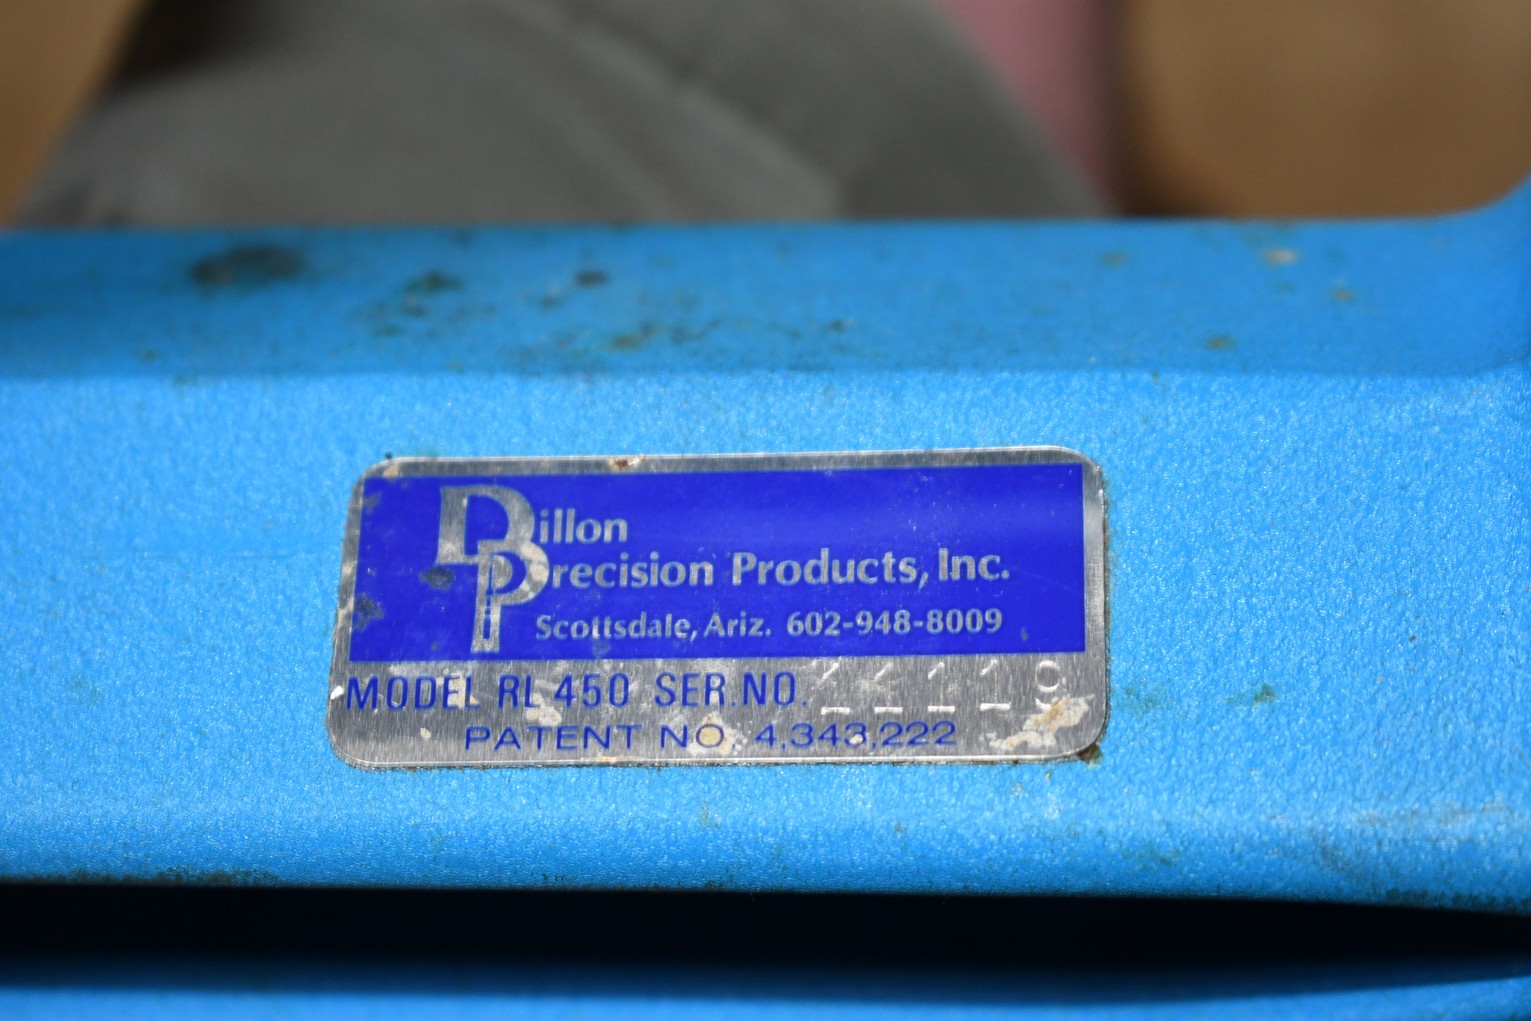 Dillon
Precision Products, Inc.
Scottsdale, Ariz. 602-948-8009
MODEL RL 450 SER.NO.
PATENT NO. 4,343,222